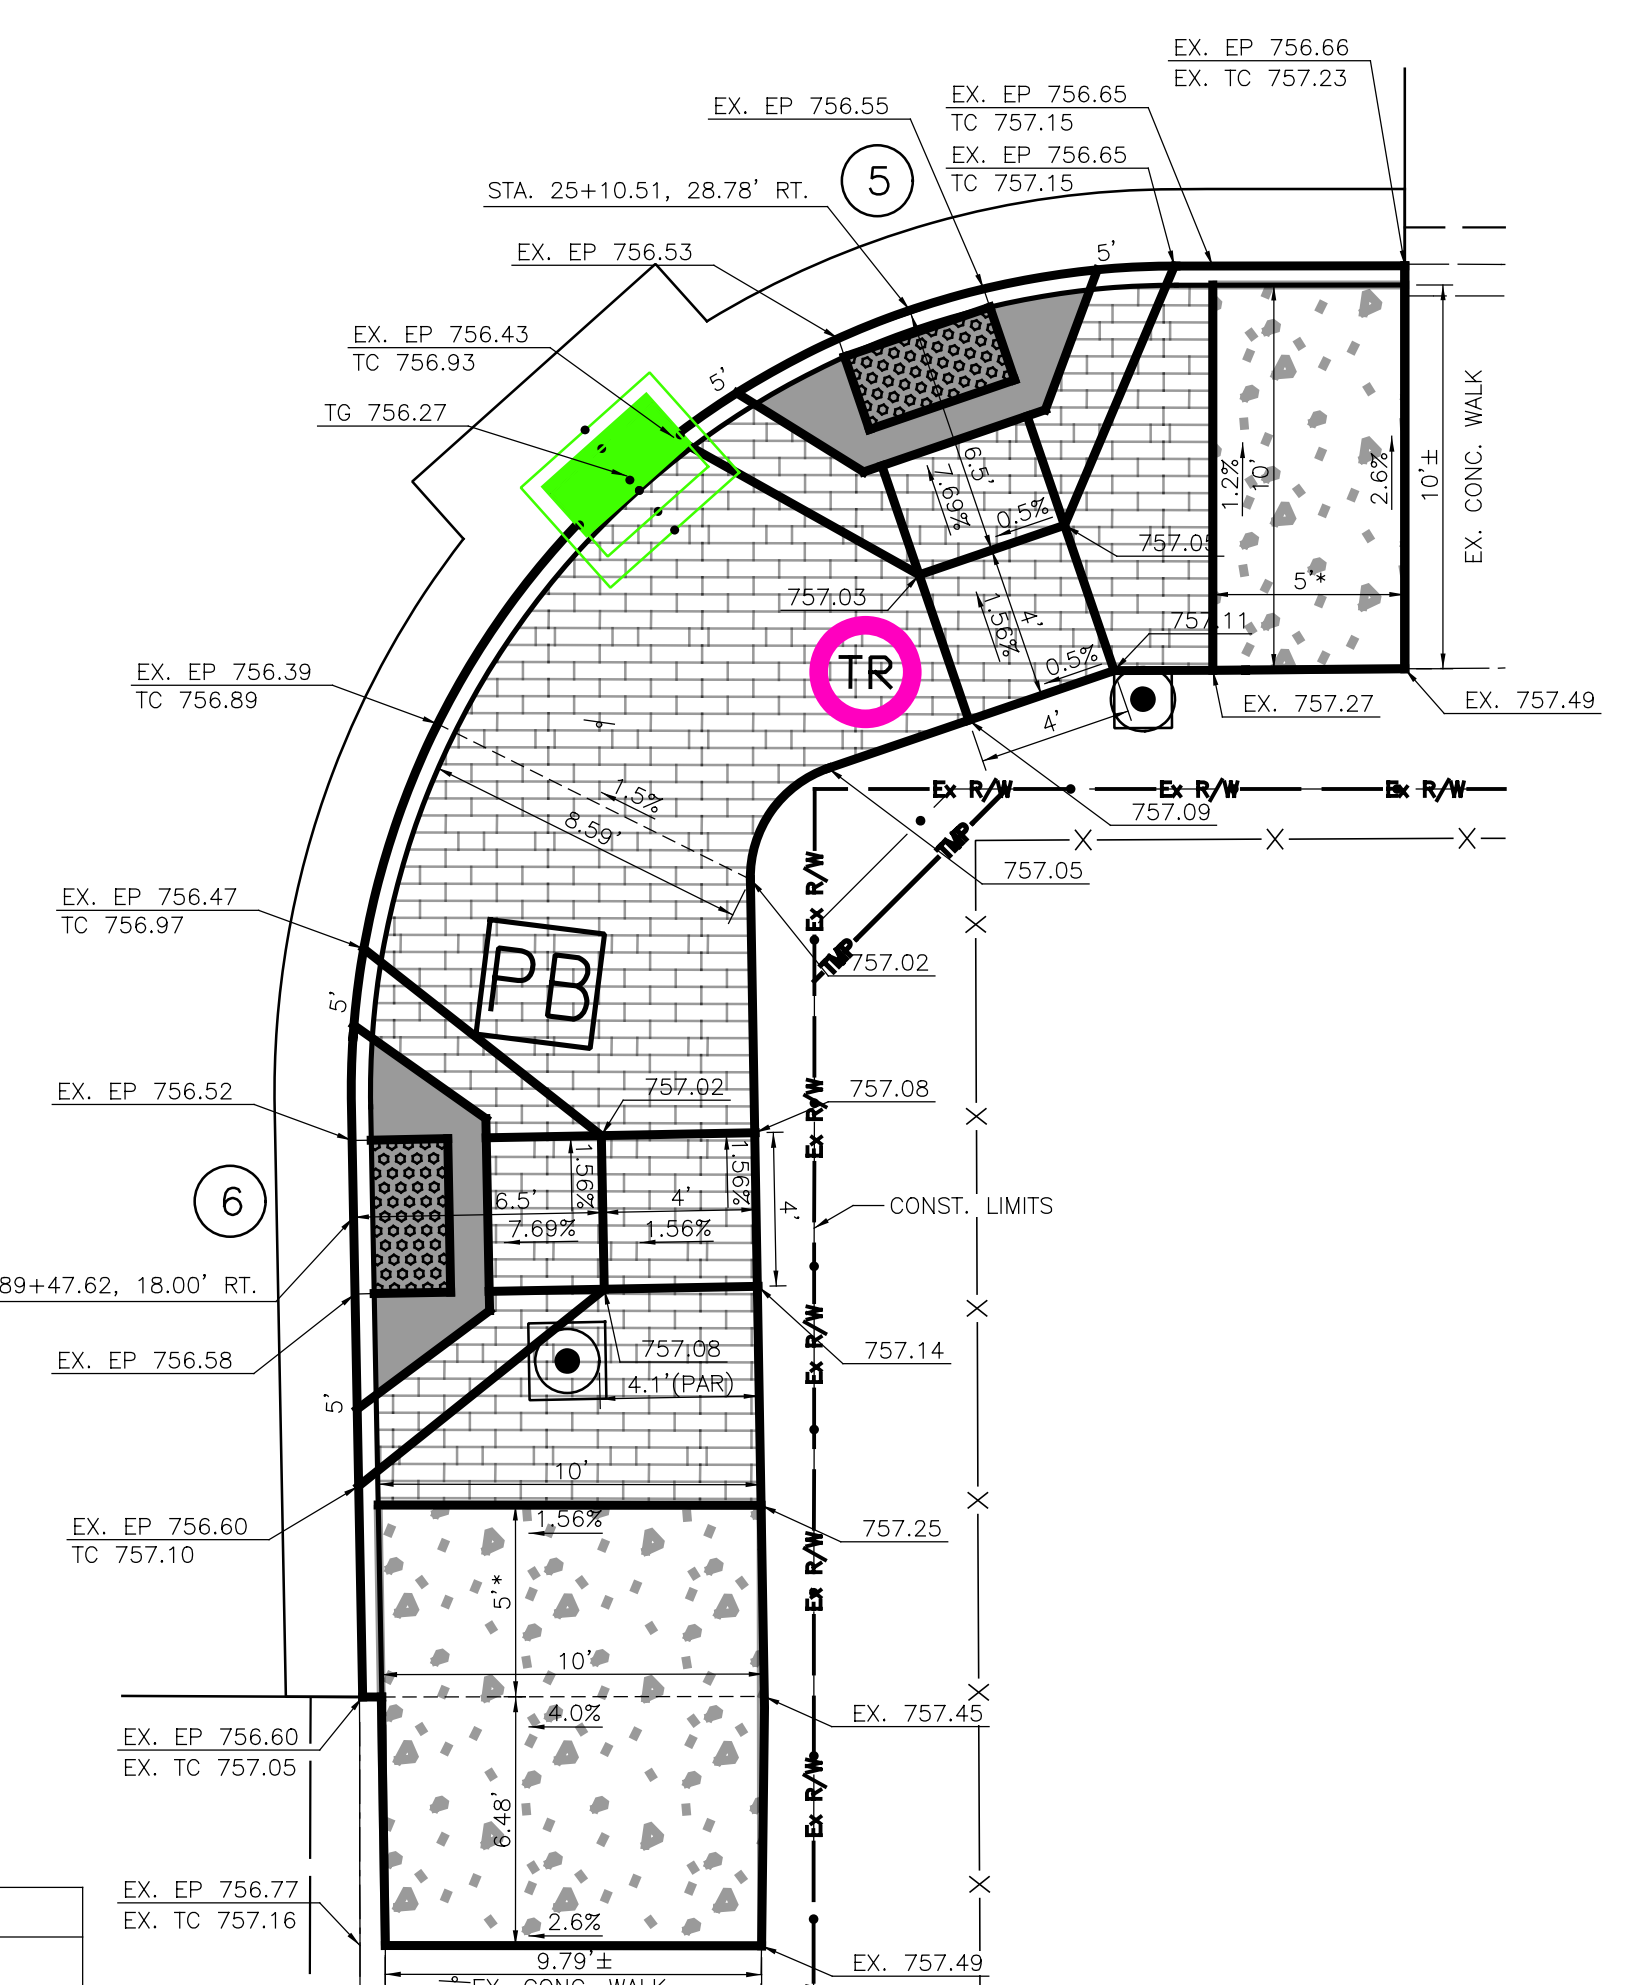 EX. EP 756.66
EX. TC 757.23
EX. EP 756.65
TC 757.15
EX. EP 756.55
EX. EP 756.65
TC 757.15
5
STA. 25+10.51, 28.78' RT.
EX. EP 756.53
5'
EX. EP 756.43
TC 756.93
5'
TG 756.27
EX. CONC. WALK
6.5'
7.69%
0.5%
1.2%
10'
2.6%
10'±
757.05
5'*
757.03
1.56%
4'
757.11
0.5%
TR
EX. EP 756.39
TC 756.89
EX. 757.27
EX. 757.49
4'
1.5%
8.59'
Ex R/W
Ex R/W
Ex R/W
757.09
TMP
757.05
Ex R/W
EX. EP 756.47
TC 756.97
TMP
757.02
PB
5'
EX. EP 756.52
757.02
757.08
Ex R/W
1.56%
1.56%
6
6.5'
4'
4'
CONST. LIMITS
7.69%
1.56%
89+47.62, 18.00' RT.
Ex R/W
EX. EP 756.58
757.08
757.14
4.1'(PAR)
5'
10'
EX. EP 756.60
TC 757.10
1.56%
757.25
5'*
Ex R/W
10'
EX. EP 756.60
EX. TC 757.05
4.0%
EX. 757.45
6.48'
Ex R/W
EX. EP 756.77
EX. TC 757.16
2.6%
9.79'±
EX. 757.49
EX. CONC. WALK